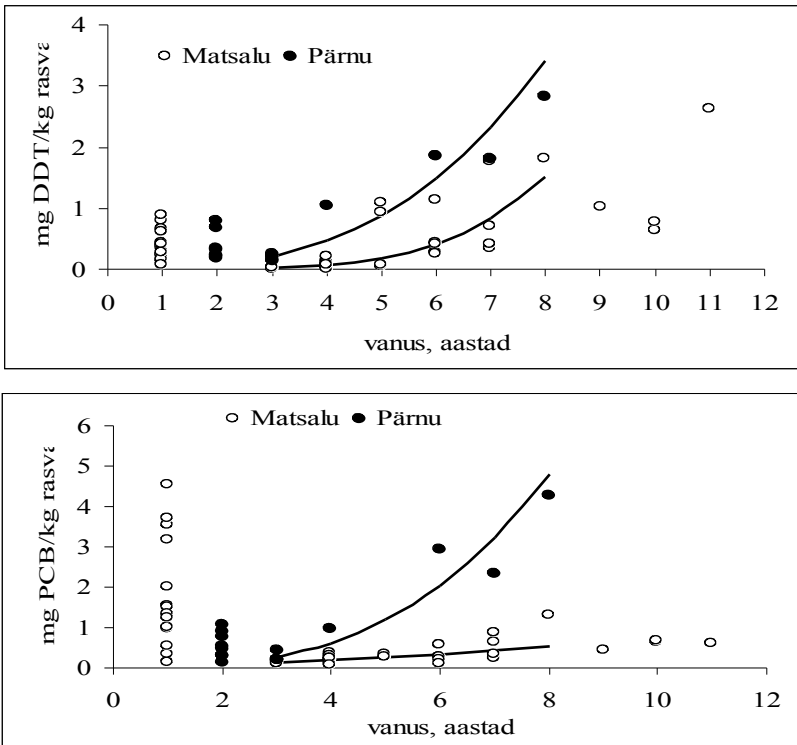 mg DDT/kg rasva
4
3
2
1
0
Matsalu Pärnu
0 1 2 3 4 5 6 7 8 9 10 11 12
vanus, aastad
mg PCB/kg rasva
6
5
4
3
2
1
0
Matsalu Pärnu
0 2 4 6 8 10 12
vanus, aastad